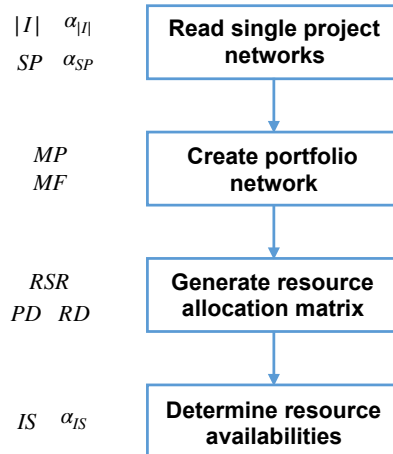 |I| α|I|
SP αSP
Read single project
networks
MP
MF
Create portfolio
network
RSR
PD RD
Generate resource
allocation matrix
IS αIS
Determine resource
availabilities